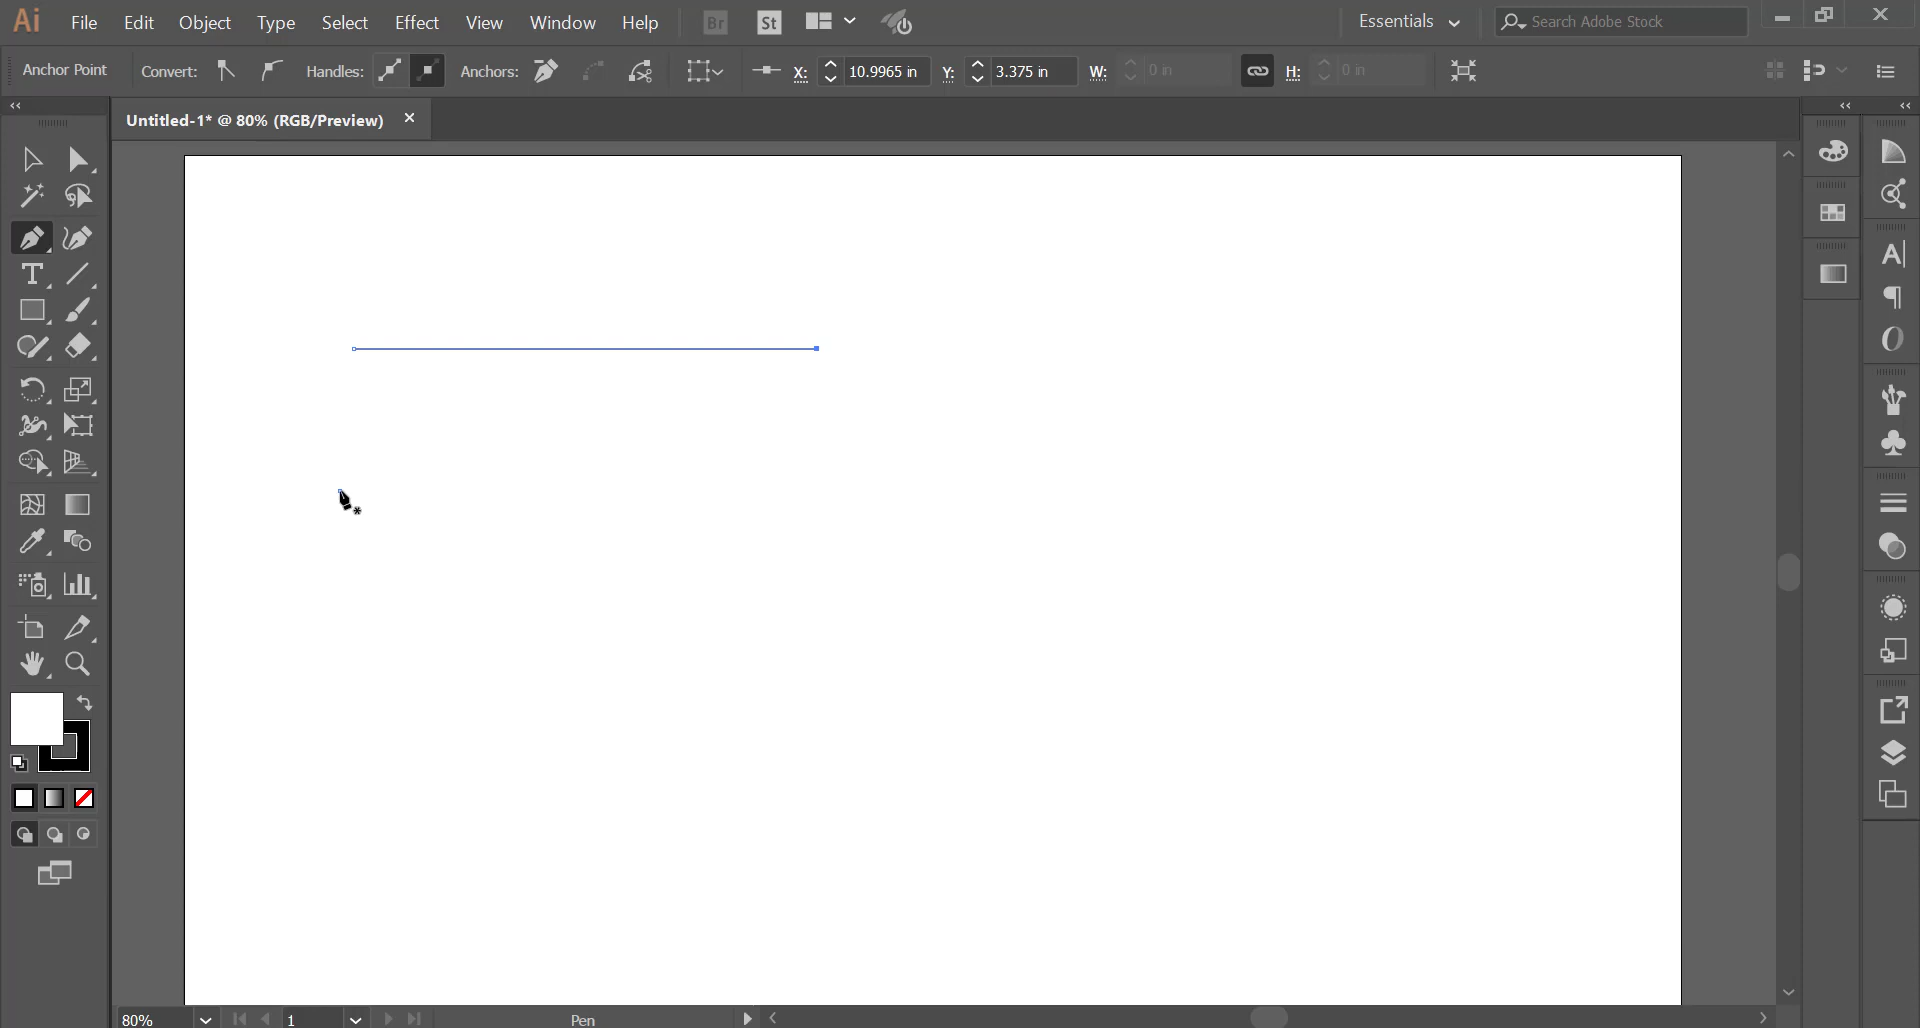 Ai File Edit Object Type Select Effect View Window Help Br St Essentials Search Adobe Stock
Anchor Point Convert: Handles: Anchors: X: 10.9965 in Y: 3.375 in W: 0 in H: 0 in
Untitled-1* @ 80% (RGB/Preview)
80% 1 Pen